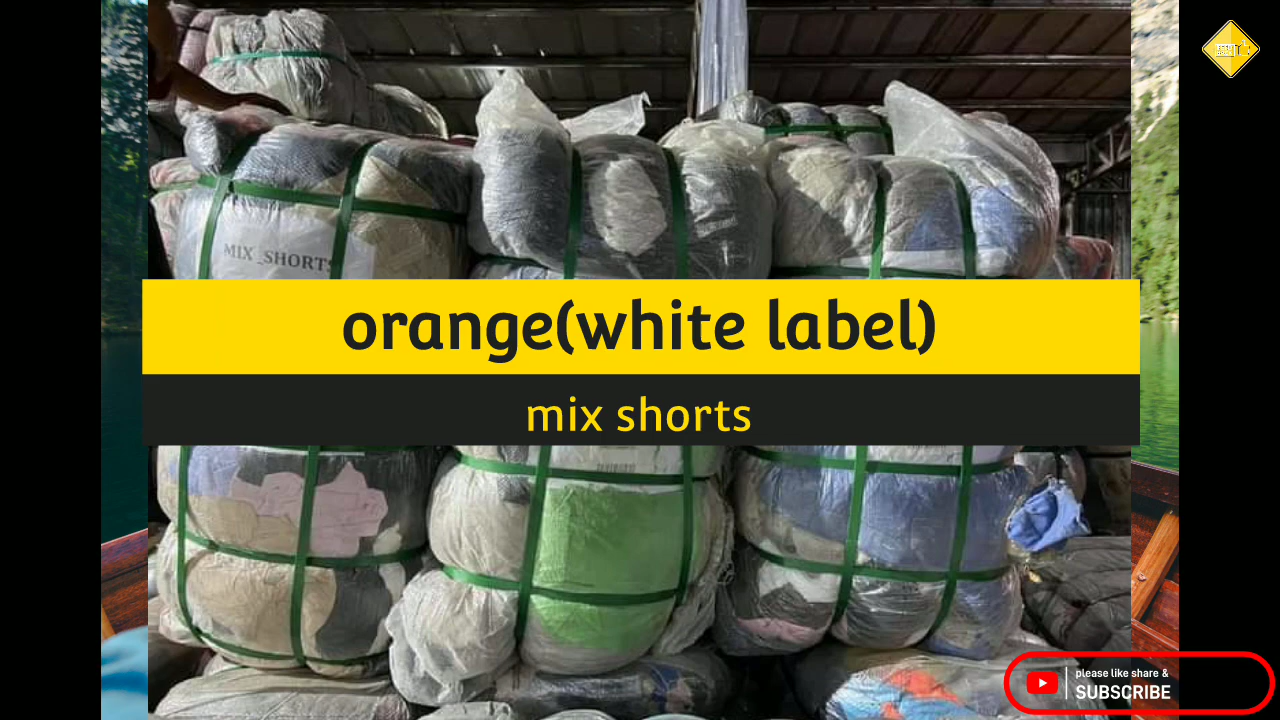 MIX SHORTS
orange(white label)
mix shorts
please like share &
SUBSCRIBE